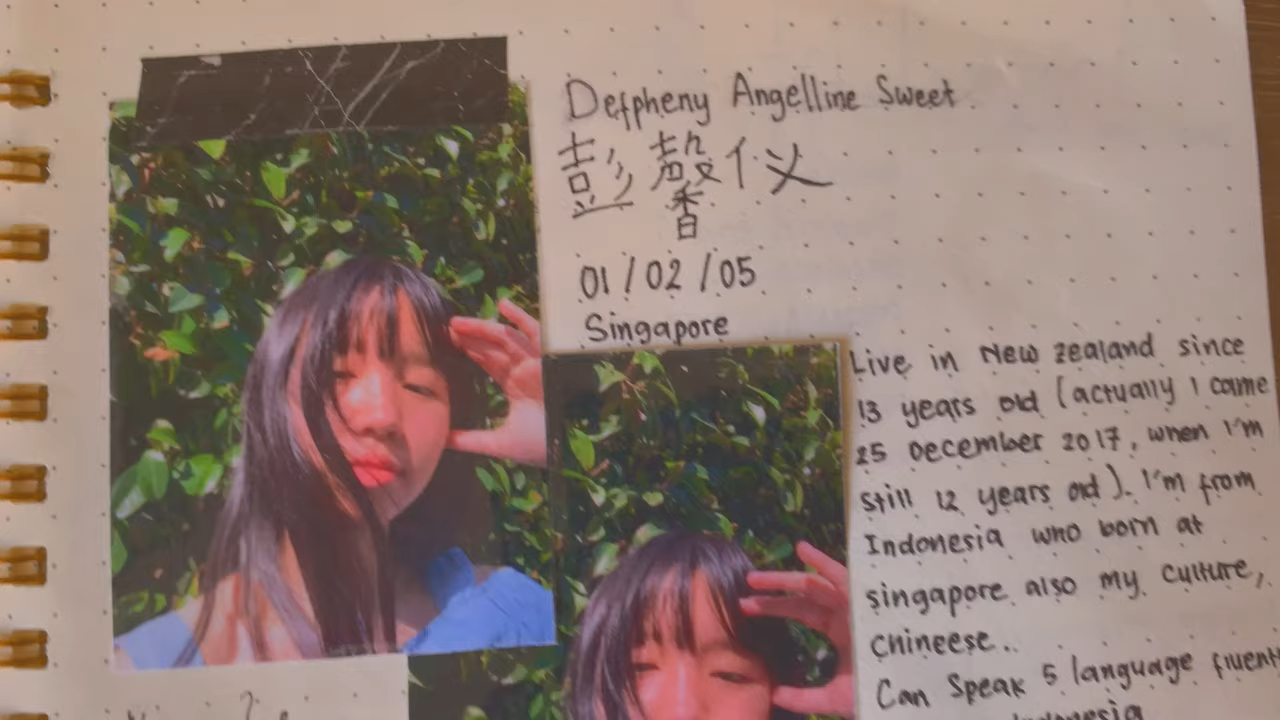 Defpheny Angelline Sweet.
彭馨仪
01/02/05
Singapore
Live in New Zealand since
13 years old (actually I came
25 December 2017, when I'm
still 12 years old). I'm from
Indonesia who born at
singapore also my culture,
chineese..
Can Speak 5 language fluent
Indonesia